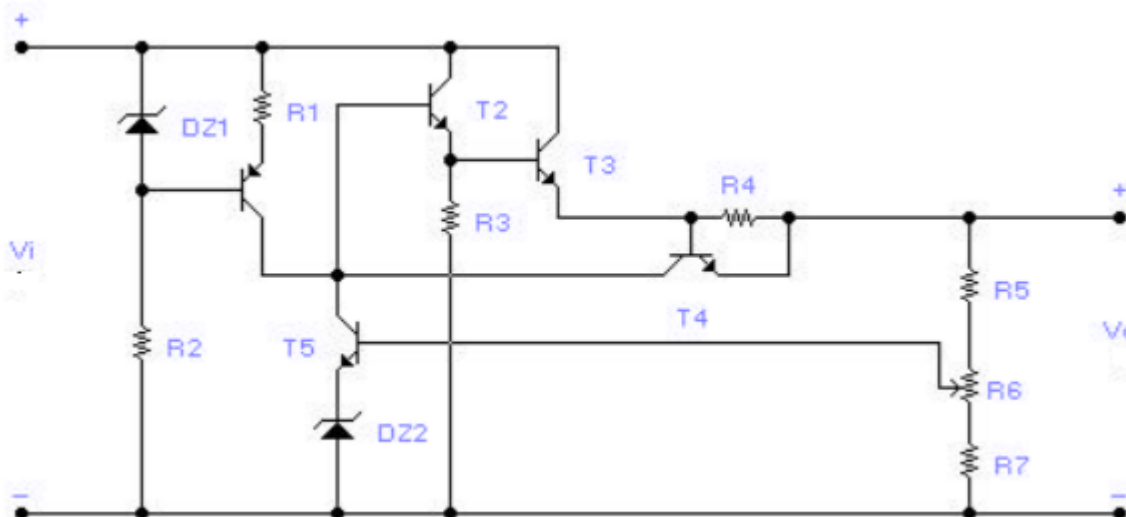 +
R1
T2
DZ1
T3
R4
+
R3
Vi
R5
T4
R2
T5
R6
DZ2
R7
–
–